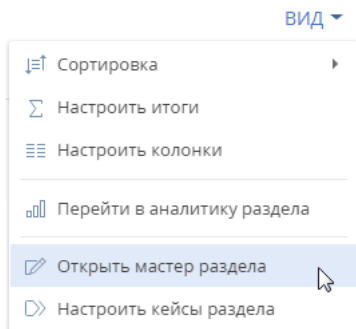 ВИД
Сортировка
Настроить итоги
Настроить колонки
Перейти в аналитику раздела
Открыть мастер раздела
Настроить кейсы раздела